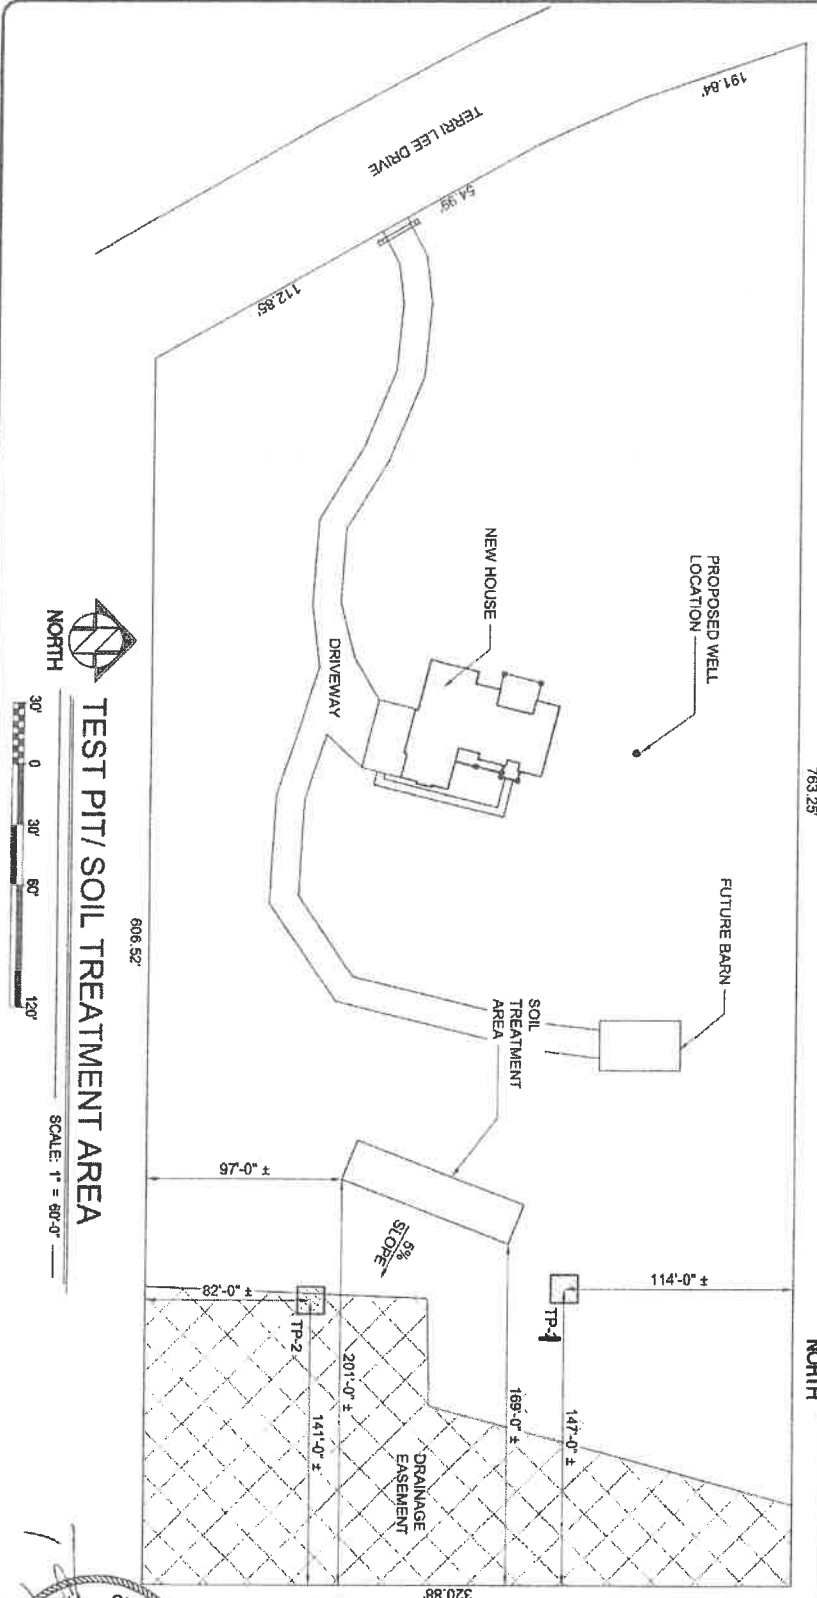 TERRI LEE DRIVE
191.84'
54.99'
112.85'
PROPOSED WELL
LOCATION
NEW HOUSE
DRIVEWAY
763.25'
FUTURE BARN
SOIL
TREATMENT
AREA
606.52'
97'-0" ±
5%
SLOPE
114'-0" ±
TP-1
82'-0" ±
TP-2
201'-0" ±
169'-0" ±
147'-0" ±
141'-0" ±
DRAINAGE
EASEMENT
320.88'
NORTH
NORTH
TEST PIT/ SOIL TREATMENT AREA
SCALE: 1" = 60'-0"
30' 0 30' 60' 120'